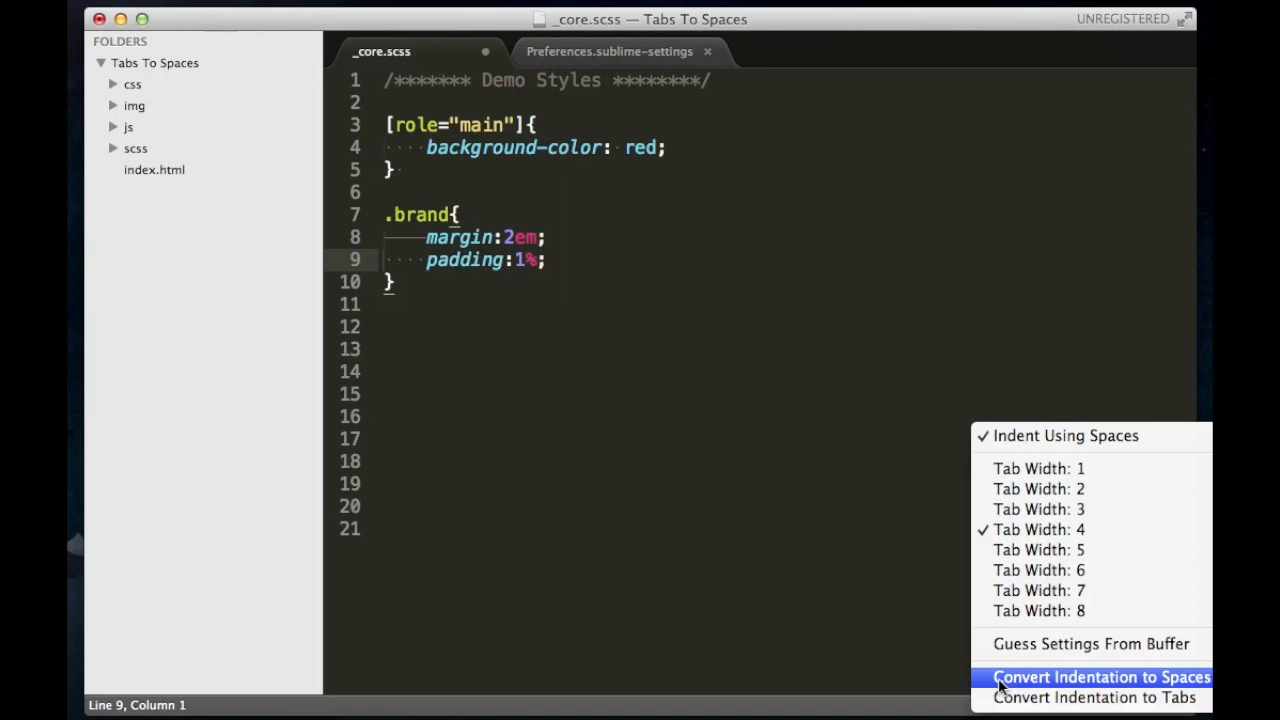 _core.scss — Tabs To Spaces
UNREGISTERED
FOLDERS
Tabs To Spaces
css
img
js
scss
index.html
_core.scss
Preferences.sublime-settings ×
1 /******* Demo Styles ********/
2
3 [role="main"]{
4 background-color: red;
5 }
6
7 .brand{
8 margin:2em;
9 padding:1%;
10 }
11
12
13
14
15
16
17
18
19
20
21
✓ Indent Using Spaces
Tab Width: 1
Tab Width: 2
Tab Width: 3
✓ Tab Width: 4
Tab Width: 5
Tab Width: 6
Tab Width: 7
Tab Width: 8
Guess Settings From Buffer
Convert Indentation to Spaces
Convert Indentation to Tabs
Line 9, Column 1